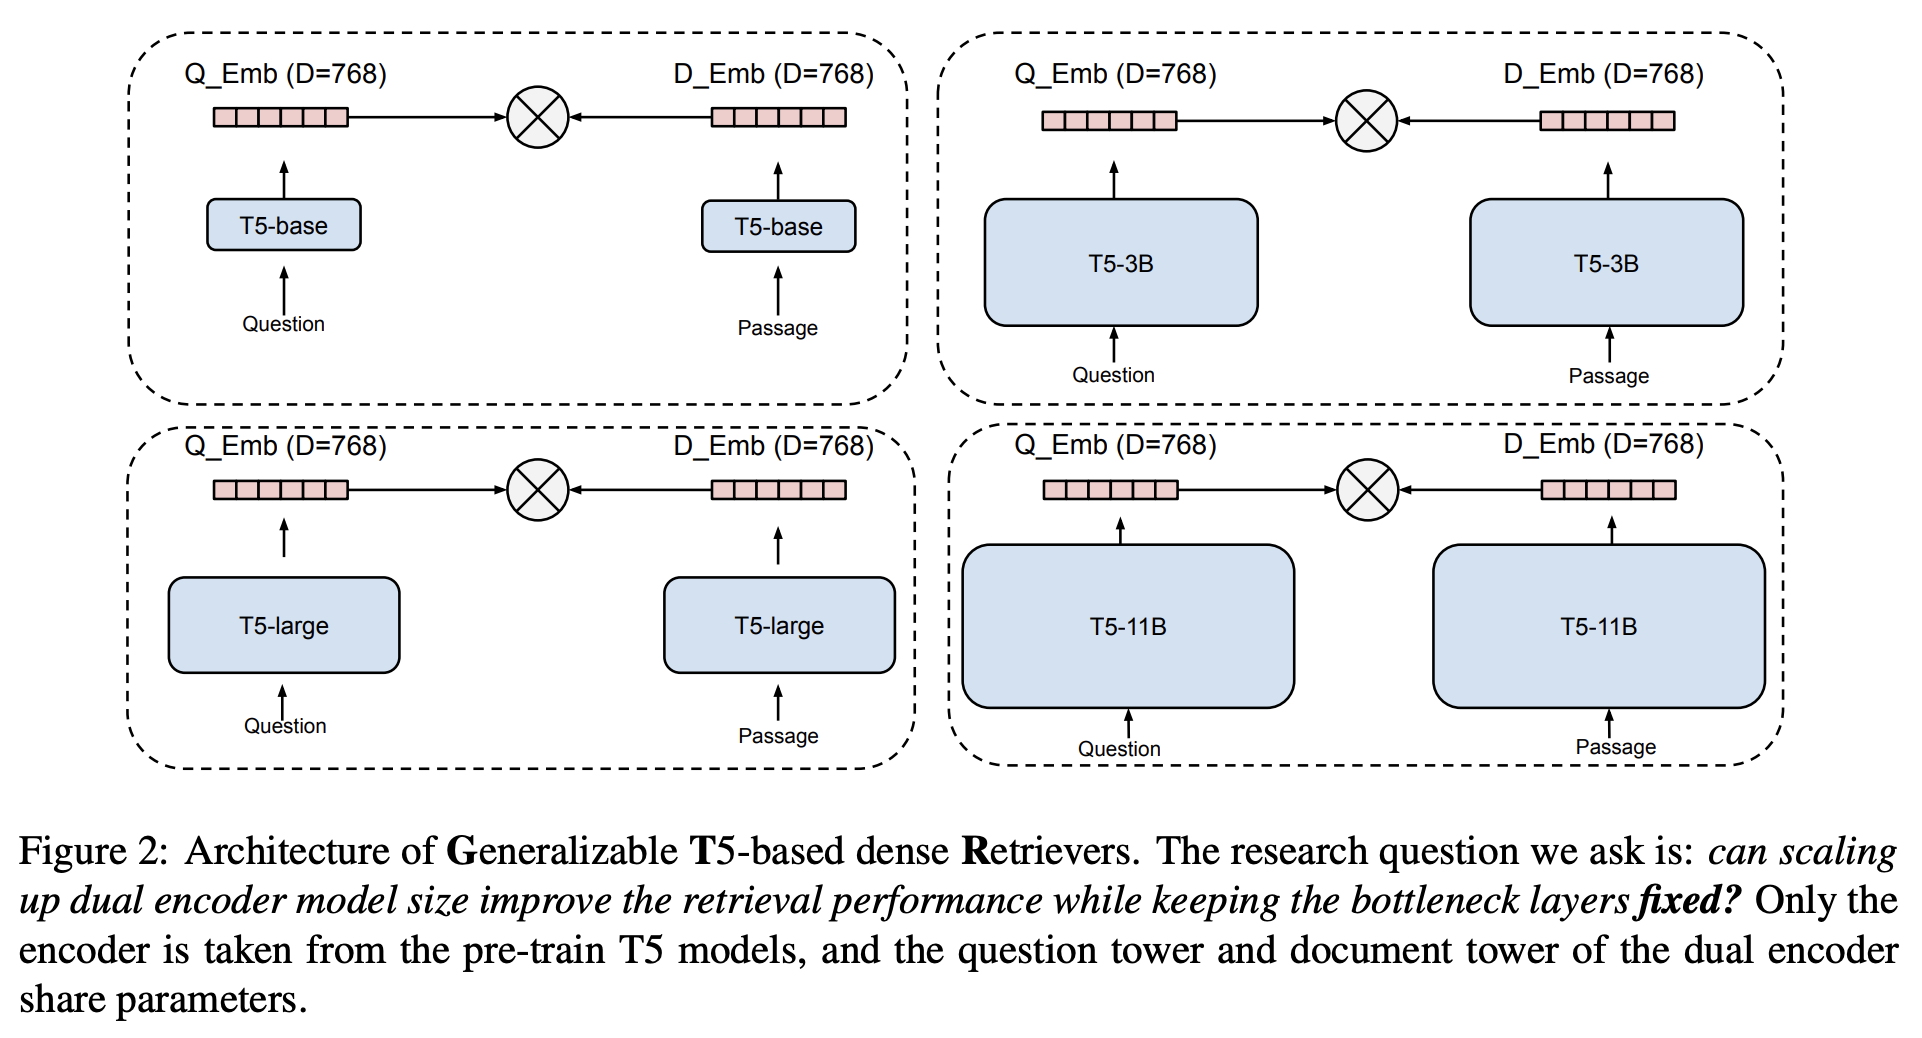 Q_Emb (D=768) D_Emb (D=768)
T5-base T5-base
Question Passage
Q_Emb (D=768) D_Emb (D=768)
T5-3B T5-3B
Question Passage
Q_Emb (D=768) D_Emb (D=768)
T5-large T5-large
Question Passage
Q_Emb (D=768) D_Emb (D=768)
T5-11B T5-11B
Question Passage
Figure 2: Architecture of Generalizable T5-based dense Retrievers. The research question we ask is: can scaling
up dual encoder model size improve the retrieval performance while keeping the bottleneck layers fixed? Only the
encoder is taken from the pre-train T5 models, and the question tower and document tower of the dual encoder
share parameters.